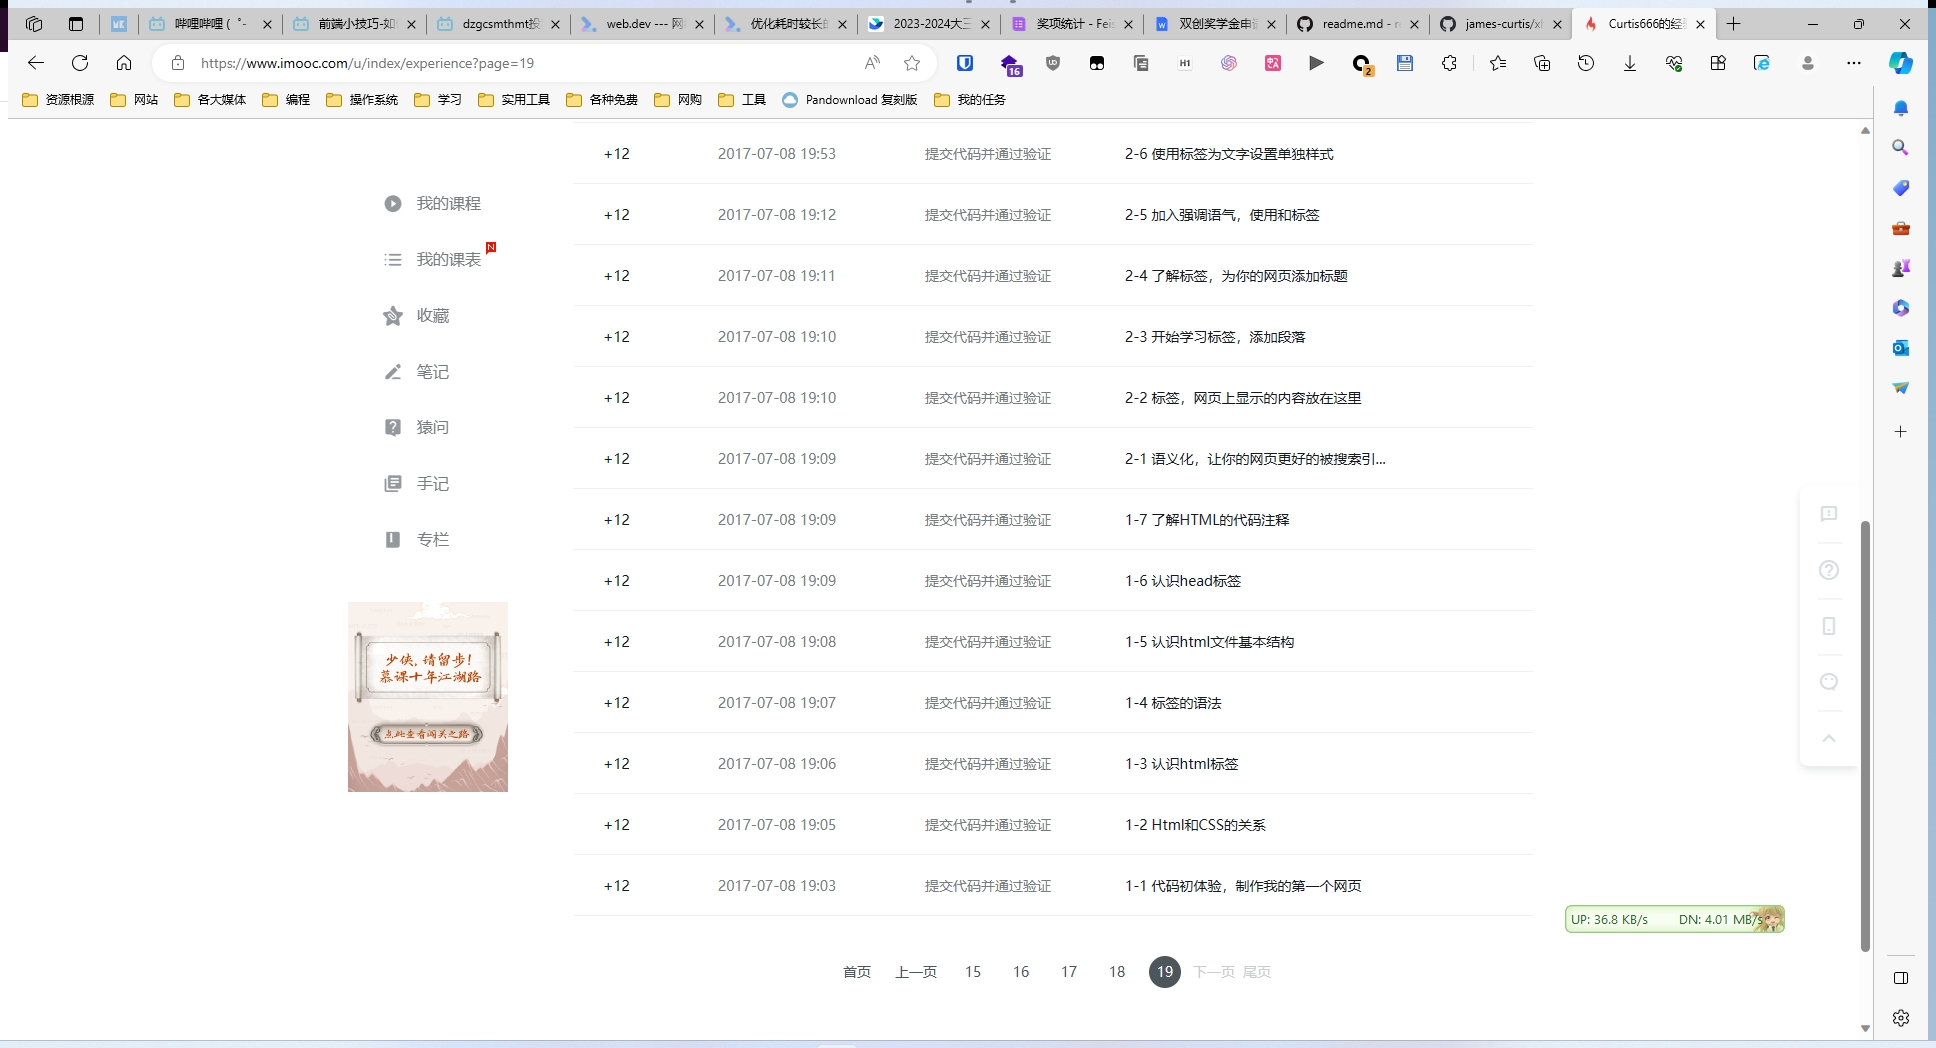 哔哩哔哩 ( ゜-
前端小技巧-如
dzgcsmthmt投
web.dev --- 网
优化耗时较长的
2023-2024大三
奖项统计 - Feis
双创奖学金申请
readme.md - r
james-curtis/xl
Curtis666的经
https://www.imooc.com/u/index/experience?page=19
16
H1
2
资源根源
网站
各大媒体
编程
操作系统
学习
实用工具
各种免费
网购
工具
Pandownload 复刻版
我的任务
我的课程
我的课表
N
收藏
笔记
猿问
手记
专栏
少侠,请留步!
慕课十年江湖路
点此查看闯关之路
+12 2017-07-08 19:53 提交代码并通过验证 2-6 使用标签为文字设置单独样式
+12 2017-07-08 19:12 提交代码并通过验证 2-5 加入强调语气，使用和标签
+12 2017-07-08 19:11 提交代码并通过验证 2-4 了解标签，为你的网页添加标题
+12 2017-07-08 19:10 提交代码并通过验证 2-3 开始学习标签，添加段落
+12 2017-07-08 19:10 提交代码并通过验证 2-2 标签，网页上显示的内容放在这里
+12 2017-07-08 19:09 提交代码并通过验证 2-1 语义化，让你的网页更好的被搜索引...
+12 2017-07-08 19:09 提交代码并通过验证 1-7 了解HTML的代码注释
+12 2017-07-08 19:09 提交代码并通过验证 1-6 认识head标签
+12 2017-07-08 19:08 提交代码并通过验证 1-5 认识html文件基本结构
+12 2017-07-08 19:07 提交代码并通过验证 1-4 标签的语法
+12 2017-07-08 19:06 提交代码并通过验证 1-3 认识html标签
+12 2017-07-08 19:05 提交代码并通过验证 1-2 Html和CSS的关系
+12 2017-07-08 19:03 提交代码并通过验证 1-1 代码初体验，制作我的第一个网页
UP: 36.8 KB/s DN: 4.01 MB/s
首页 上一页 15 16 17 18 19 下一页 尾页